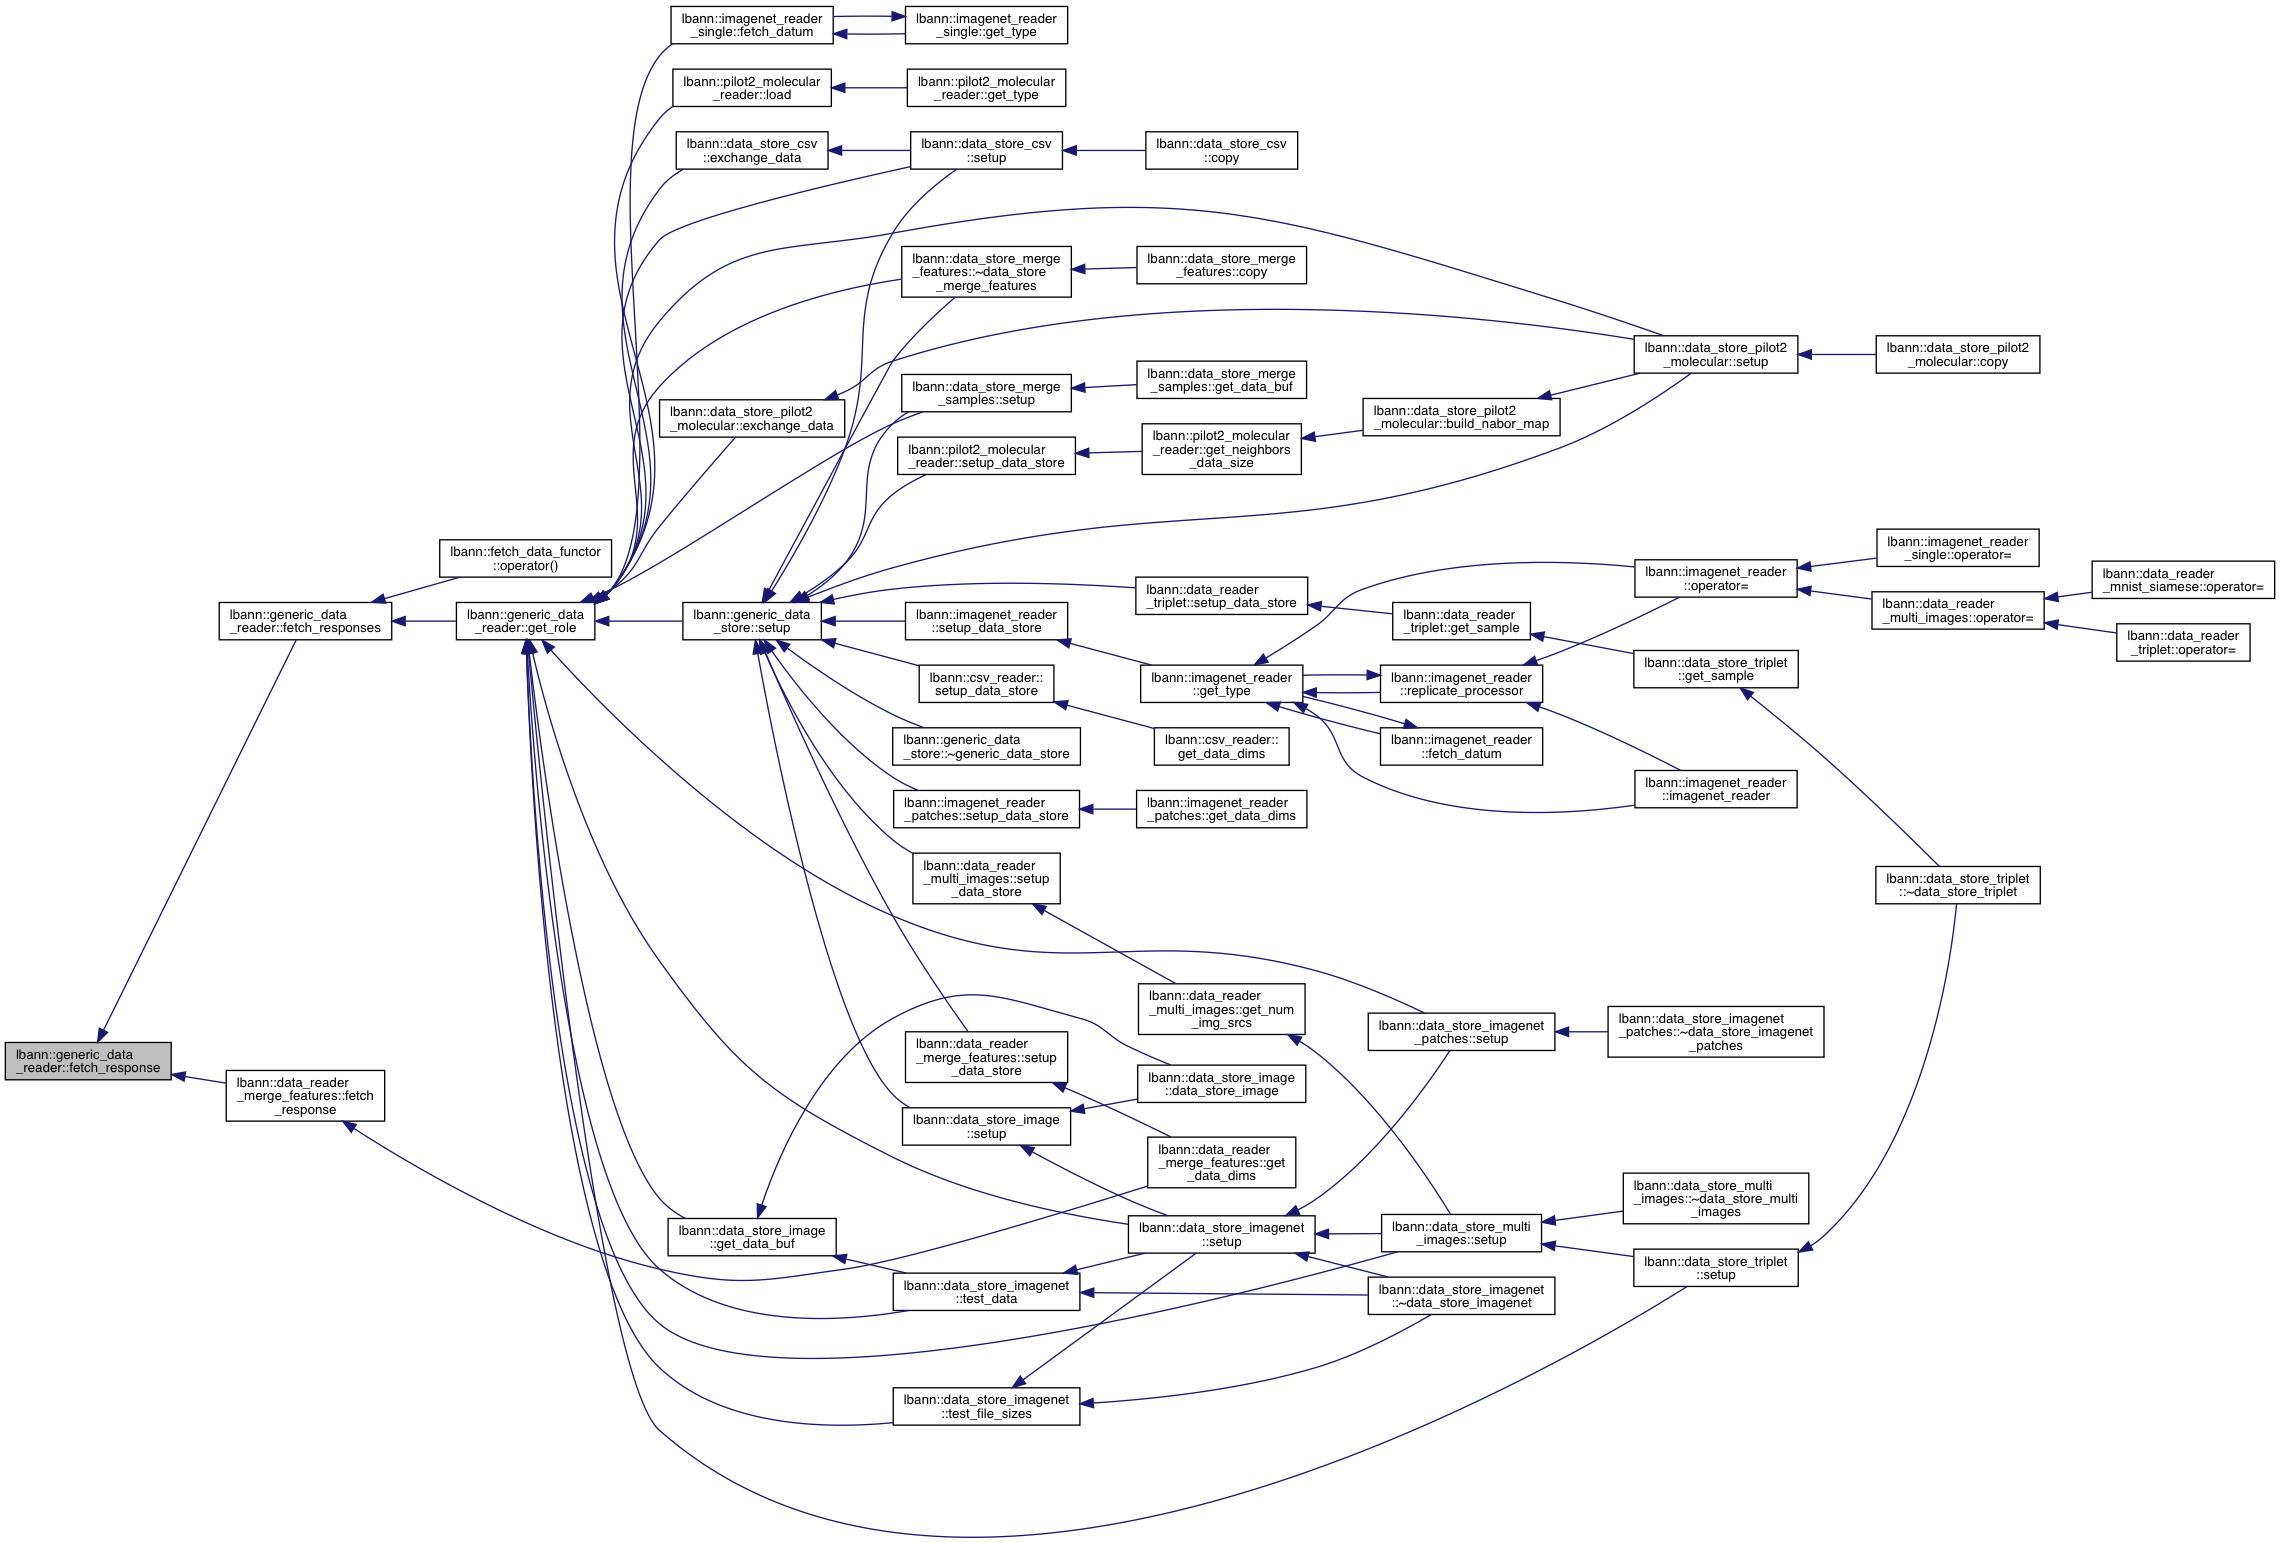 lbann::imagenet_reader
_single::fetch_datum
lbann::imagenet_reader
_single::get_type
lbann::pilot2_molecular
_reader::load
lbann::pilot2_molecular
_reader::get_type
lbann::data_store_csv
::exchange_data
lbann::data_store_csv
::setup
lbann::data_store_csv
::copy
lbann::data_store_merge
_features::~data_store
_merge_features
lbann::data_store_merge
_features::copy
lbann::data_store_pilot2
_molecular::setup
lbann::data_store_pilot2
_molecular::copy
lbann::data_store_merge
_samples::setup
lbann::data_store_merge
_samples::get_data_buf
lbann::data_store_pilot2
_molecular::exchange_data
lbann::data_store_pilot2
_molecular::build_nabor_map
lbann::pilot2_molecular
_reader::setup_data_store
lbann::pilot2_molecular
_reader::get_neighbors
_data_size
lbann::fetch_data_functor
::operator()
lbann::imagenet_reader
::operator=
lbann::imagenet_reader
_single::operator=
lbann::data_reader
_mnist_siamese::operator=
lbann::data_reader
_multi_images::operator=
lbann::data_reader
_triplet::operator=
lbann::generic_data
_reader::fetch_responses
lbann::generic_data
_reader::get_role
lbann::generic_data
_store::setup
lbann::data_reader
_triplet::setup_data_store
lbann::data_reader
_triplet::get_sample
lbann::data_store_triplet
::get_sample
lbann::imagenet_reader
::setup_data_store
lbann::csv_reader::
setup_data_store
lbann::imagenet_reader
::get_type
lbann::imagenet_reader
::replicate_processor
lbann::generic_data
_store::~generic_data_store
lbann::csv_reader::
get_data_dims
lbann::imagenet_reader
::fetch_datum
lbann::imagenet_reader
::imagenet_reader
lbann::imagenet_reader
_patches::setup_data_store
lbann::imagenet_reader
_patches::get_data_dims
lbann::data_reader
_multi_images::setup
_data_store
lbann::data_store_triplet
::~data_store_triplet
lbann::data_reader
_multi_images::get_num
_img_srcs
lbann::data_store_imagenet
_patches::setup
lbann::data_store_imagenet
_patches::~data_store_imagenet
_patches
lbann::generic_data
_reader::fetch_response
lbann::data_reader
_merge_features::fetch
_response
lbann::data_reader
_merge_features::setup
_data_store
lbann::data_store_image
::data_store_image
lbann::data_store_image
::setup
lbann::data_reader
_merge_features::get
_data_dims
lbann::data_store_image
::get_data_buf
lbann::data_store_imagenet
::setup
lbann::data_store_multi
_images::setup
lbann::data_store_multi
_images::~data_store_multi
_images
lbann::data_store_triplet
::setup
lbann::data_store_imagenet
::test_data
lbann::data_store_imagenet
::~data_store_imagenet
lbann::data_store_imagenet
::test_file_sizes